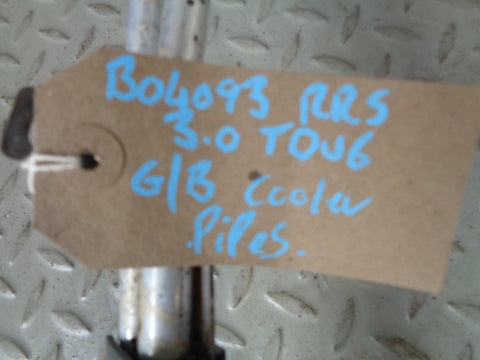 B04093 RRS
3.0 TDV6
G/B Cooler
Pipes.